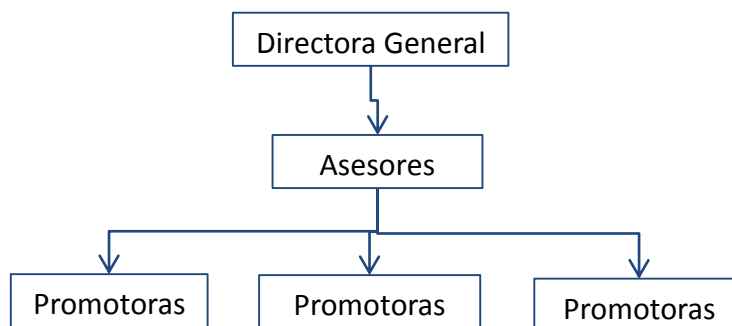 Directora General
Asesores
Promotoras
Promotoras
Promotoras